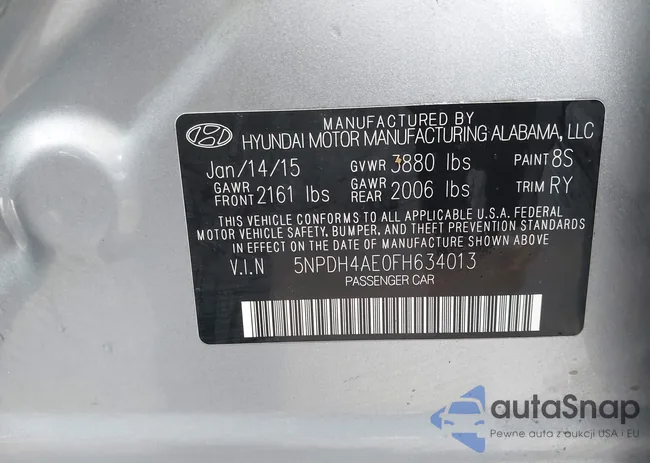 MANUFACTURED BY
HYUNDAI MOTOR MANUFACTURING ALABAMA, LLC
Jan/14/15 GVWR 3880 lbs PAINT 8S
GAWR FRONT 2161 lbs GAWR REAR 2006 lbs TRIM RY
THIS VEHICLE CONFORMS TO ALL APPLICABLE U.S.A. FEDERAL
MOTOR VEHICLE SAFETY, BUMPER, AND THEFT PREVENTION STANDARDS
IN EFFECT ON THE DATE OF MANUFACTURE SHOWN ABOVE
V.I.N 5NPDH4AE0FH634013
PASSENGER CAR
autaSnap
Pewne auta z aukcji USA i EU